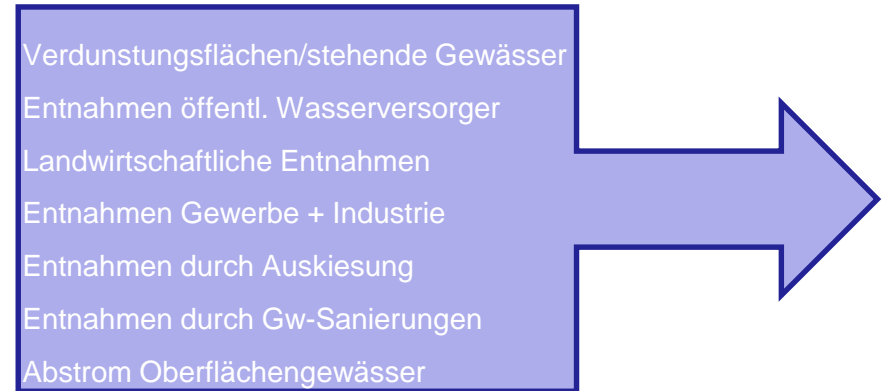 Verdunstungsflächen/stehende Gewässer
Entnahmen öffentl. Wasserversorger
Landwirtschaftliche Entnahmen
Entnahmen Gewerbe + Industrie
Entnahmen durch Auskiesung
Entnahmen durch Gw-Sanierungen
Abstrom Oberflächengewässer